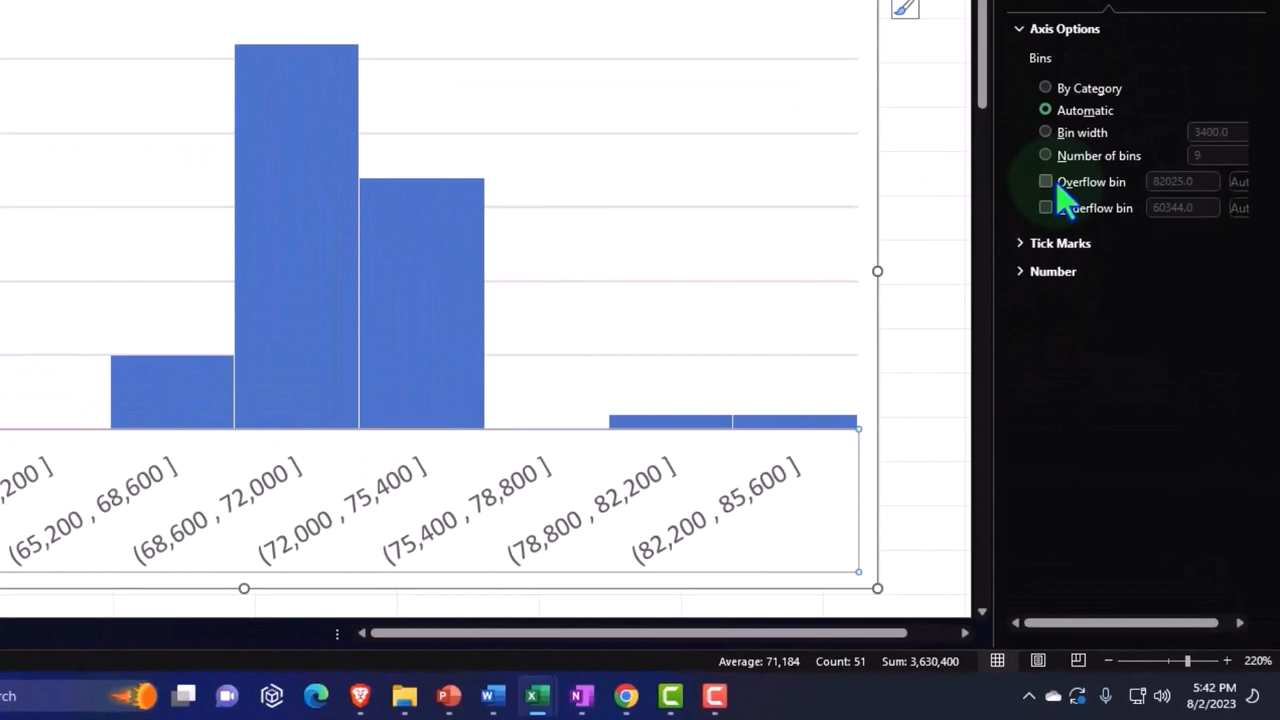 Axis Options
Bins
By Category
Automatic
Bin width 3400.0
Number of bins 9
Overflow bin 82025.0 Aut
derflow bin 60344.0 Aut
Tick Marks
Number
,200 ]
(65,200 , 68,600 ]
(68,600 , 72,000 ]
(72,000 , 75,400 ]
(75,400 , 78,800 ]
(78,800 , 82,200 ]
(82,200 , 85,600 ]
Average: 71,184 Count: 51 Sum: 3,630,400
220%
rch
5:42 PM
8/2/2023